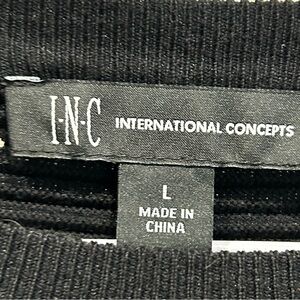 I·N·C INTERNATIONAL CONCEPTS
L
MADE IN
CHINA